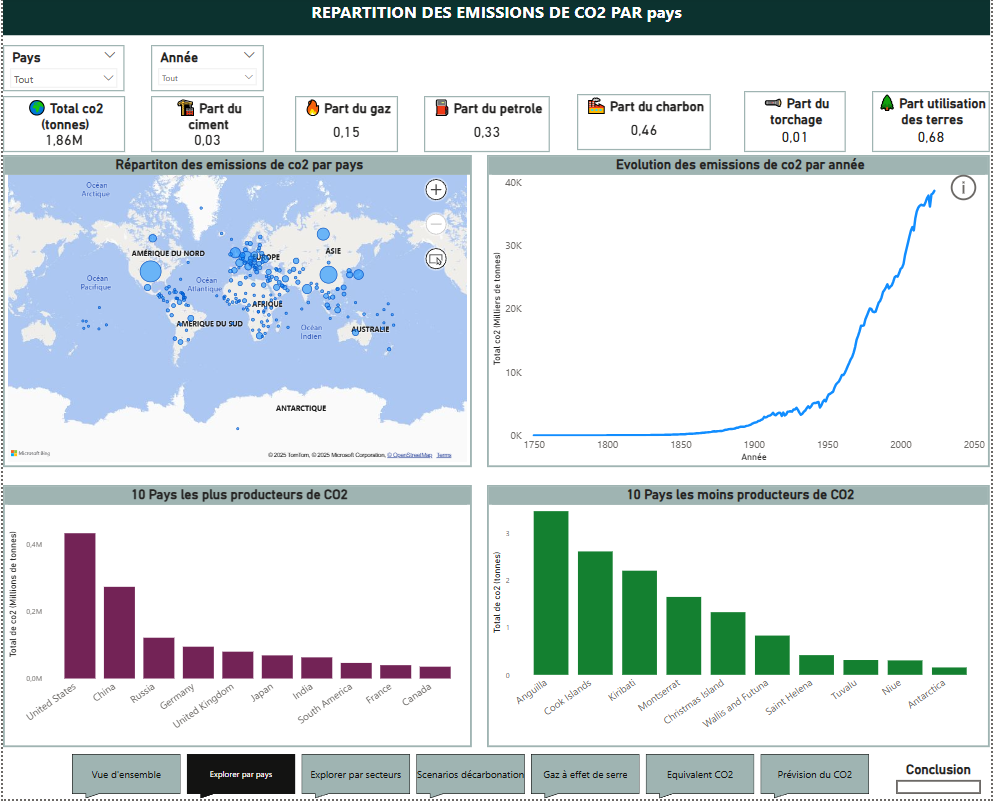 REPARTITION DES EMISSIONS DE CO2 PAR pays
Pays
Tout
Année
Tout
Total co2
(tonnes)
1,86M
Part du
ciment
0,03
Part du gaz
0,15
Part du petrole
0,33
Part du charbon
0,46
Part du
torchage
0,01
Part utilisation
des terres
0,68
Répartiton des emissions de co2 par pays
Océan
Arctique
AMÉRIQUE DU NORD
EUROPE
ASIE
Océan
Pacifique
Océan
Atlantique
AFRIQUE
AMÉRIQUE DU SUD
Océan
Indien
AUSTRALIE
ANTARCTIQUE
Microsoft Bing
© 2025 TomTom, © 2025 Microsoft Corporation, © OpenStreetMap Terms
Evolution des emissions de co2 par année
Total co2 (Milliers de tonnes)
40K
30K
20K
10K
0K
1750
1800
1850
1900
1950
2000
2050
Année
10 Pays les plus producteurs de CO2
Total de co2 (Millions de tonnes)
0,4M
0,2M
0,0M
United States
China
Russia
Germany
United Kingdom
Japan
India
South America
France
Canada
10 Pays les moins producteurs de CO2
Total de co2 (tonnes)
3
2
1
0
Anguilla
Cook Islands
Kiribati
Montserrat
Christmas Island
Wallis and Futuna
Saint Helena
Tuvalu
Niue
Antarctica
Vue d'ensemble
Explorer par pays
Explorer par secteurs
Scenarios décarbonation
Gaz à effet de serre
Equivalent CO2
Prévision du CO2
Conclusion